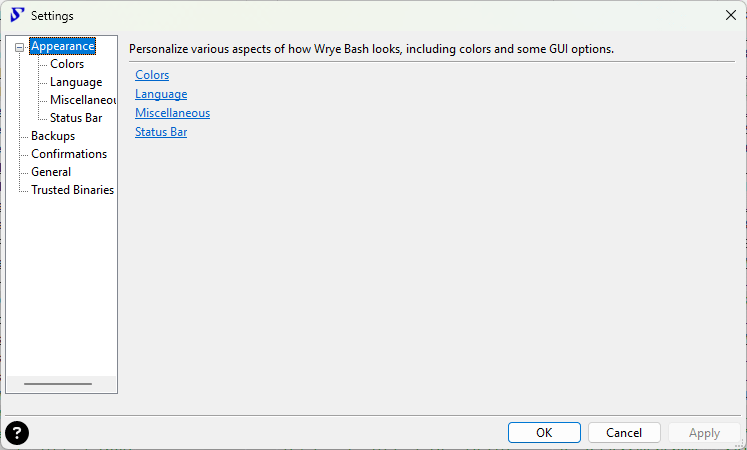 Settings
Appearance
Colors
Language
Miscellaneou
Status Bar
Backups
Confirmations
General
Trusted Binaries
Personalize various aspects of how Wrye Bash looks, including colors and some GUI options.
Colors
Language
Miscellaneous
Status Bar
?
OK
Cancel
Apply